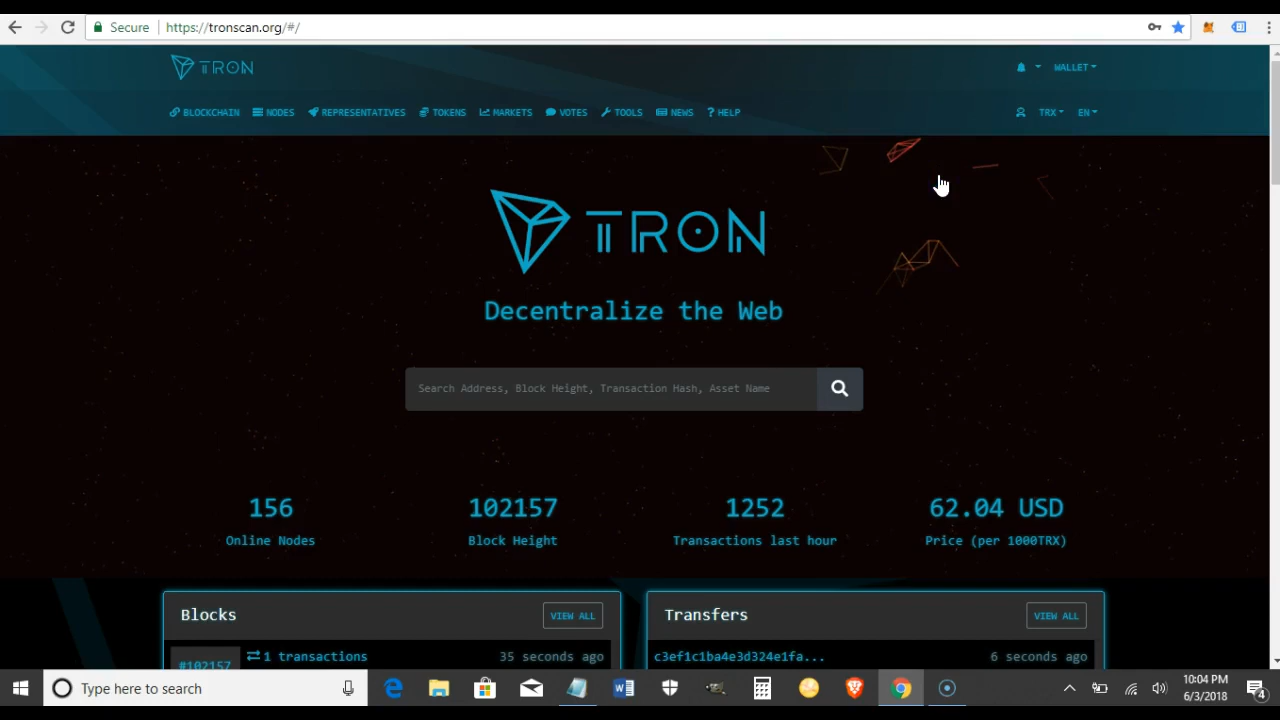 Secure
https://tronscan.org/#/
TRON
WALLET
BLOCKCHAIN NODES REPRESENTATIVES TOKENS MARKETS VOTES TOOLS NEWS ? HELP
TRX EN
TRON
Decentralize the Web
Search Address, Block Height, Transaction Hash, Asset Name
156 102157 1252 62.04 USD
Online Nodes Block Height Transactions last hour Price (per 1000TRX)
Blocks VIEW ALL
Transfers VIEW ALL
#102157
1 transactions 35 seconds ago
c3ef1c1ba4e3d324e1fa... 6 seconds ago
Type here to search
10:04 PM
6/3/2018
4